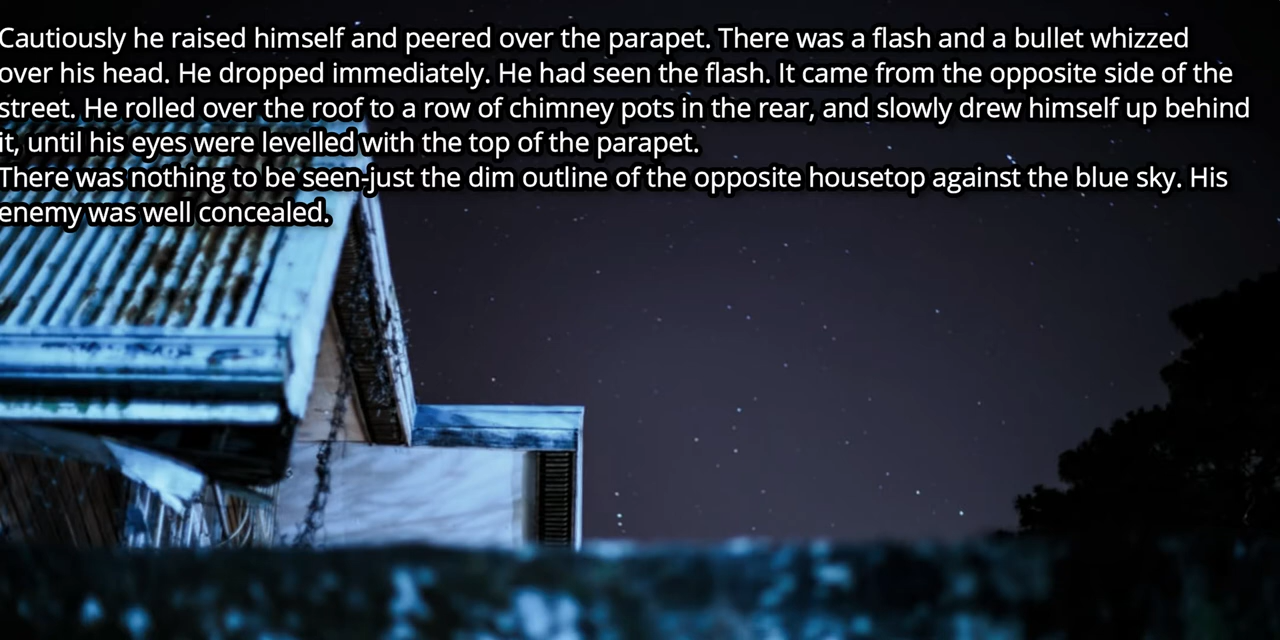 Cautiously he raised himself and peered over the parapet. There was a flash and a bullet whizzed
over his head. He dropped immediately. He had seen the flash. It came from the opposite side of the
street. He rolled over the roof to a row of chimney pots in the rear, and slowly drew himself up behind
it, until his eyes were levelled with the top of the parapet.
There was nothing to be seen-just the dim outline of the opposite housetop against the blue sky. His
enemy was well concealed.